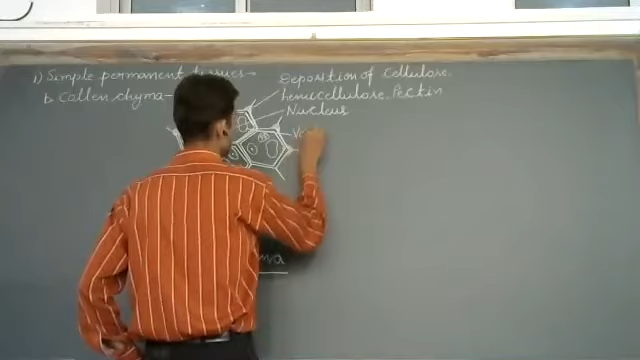 1) Simple permanent tissues-
b. Collenchyma-
Deposition of Cellulose.
hemicellulose. Pectin
Nucleus